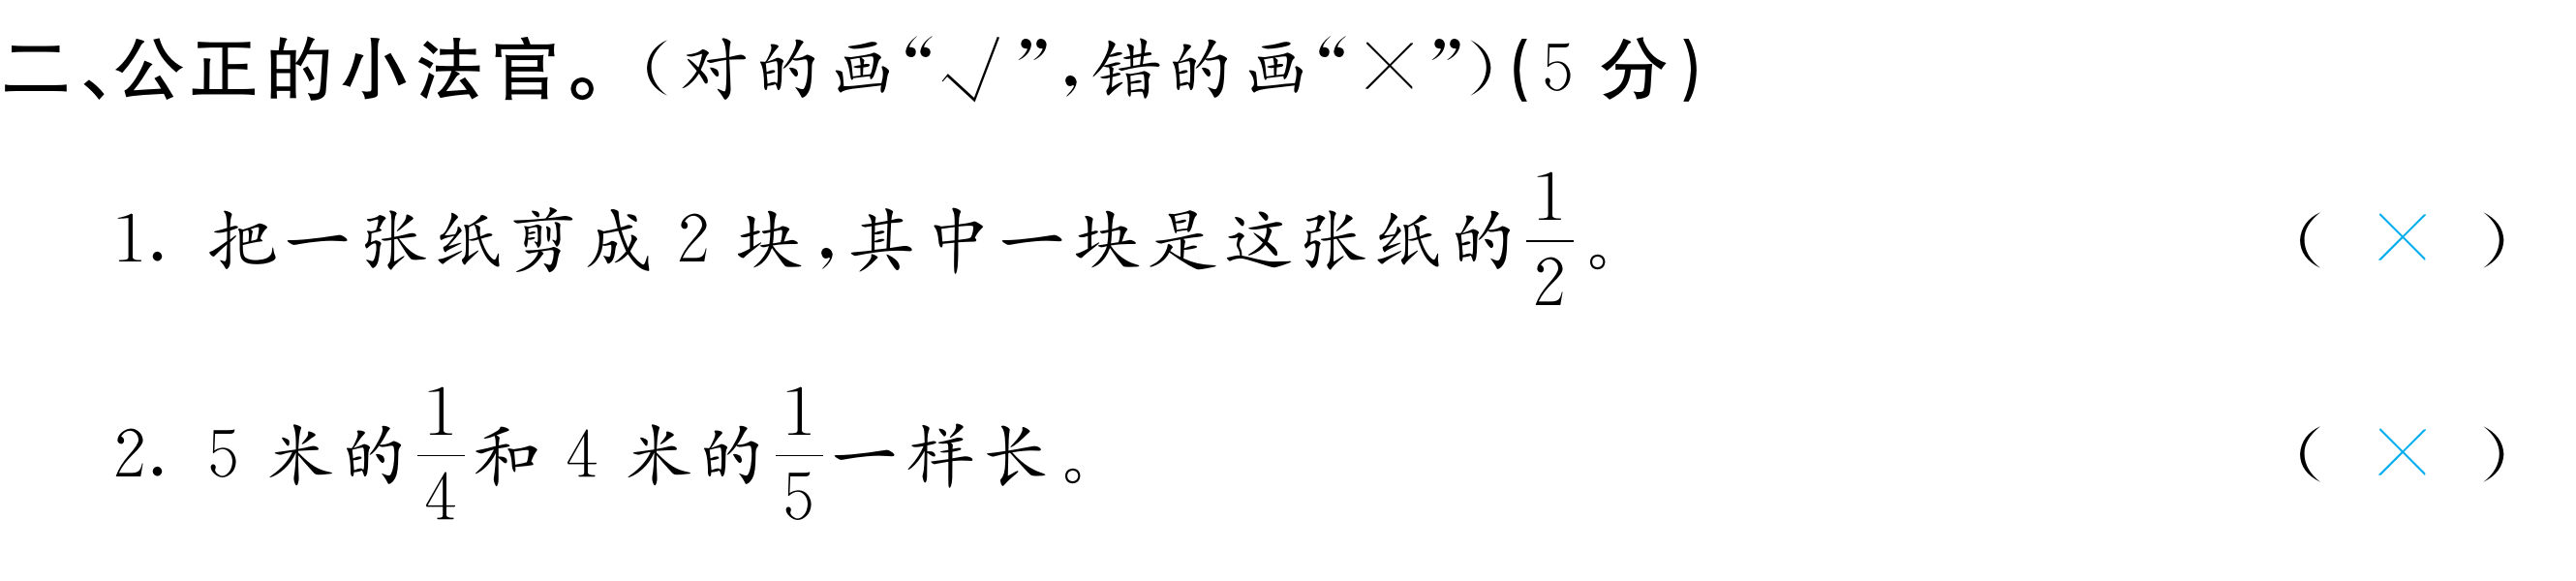 二、公正的小法官。(对的画“√”,错的画“×”)(5 分)
1. 把一张纸剪成 2 块,其中一块是这张纸的1/2。 ( × )
2. 5 米的1/4和 4 米的1/5一样长。 ( × )